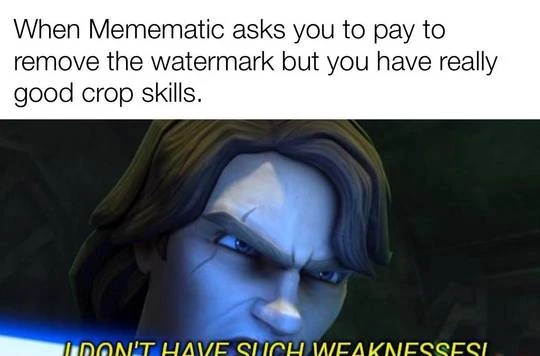 When Memematic asks you to pay to
remove the watermark but you have really
good crop skills.
I DON'T HAVE SUCH WEAKNESSES!